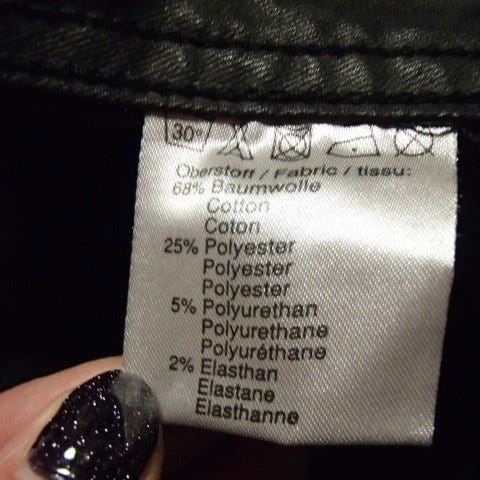 30°
Oberstoff / Fabric / tissu:
68% Baumwolle
Cotton
Coton
25% Polyester
Polyester
Polyester
5% Polyurethan
Polyurethane
Polyuréthane
2% Elasthan
Elastane
Elasthanne